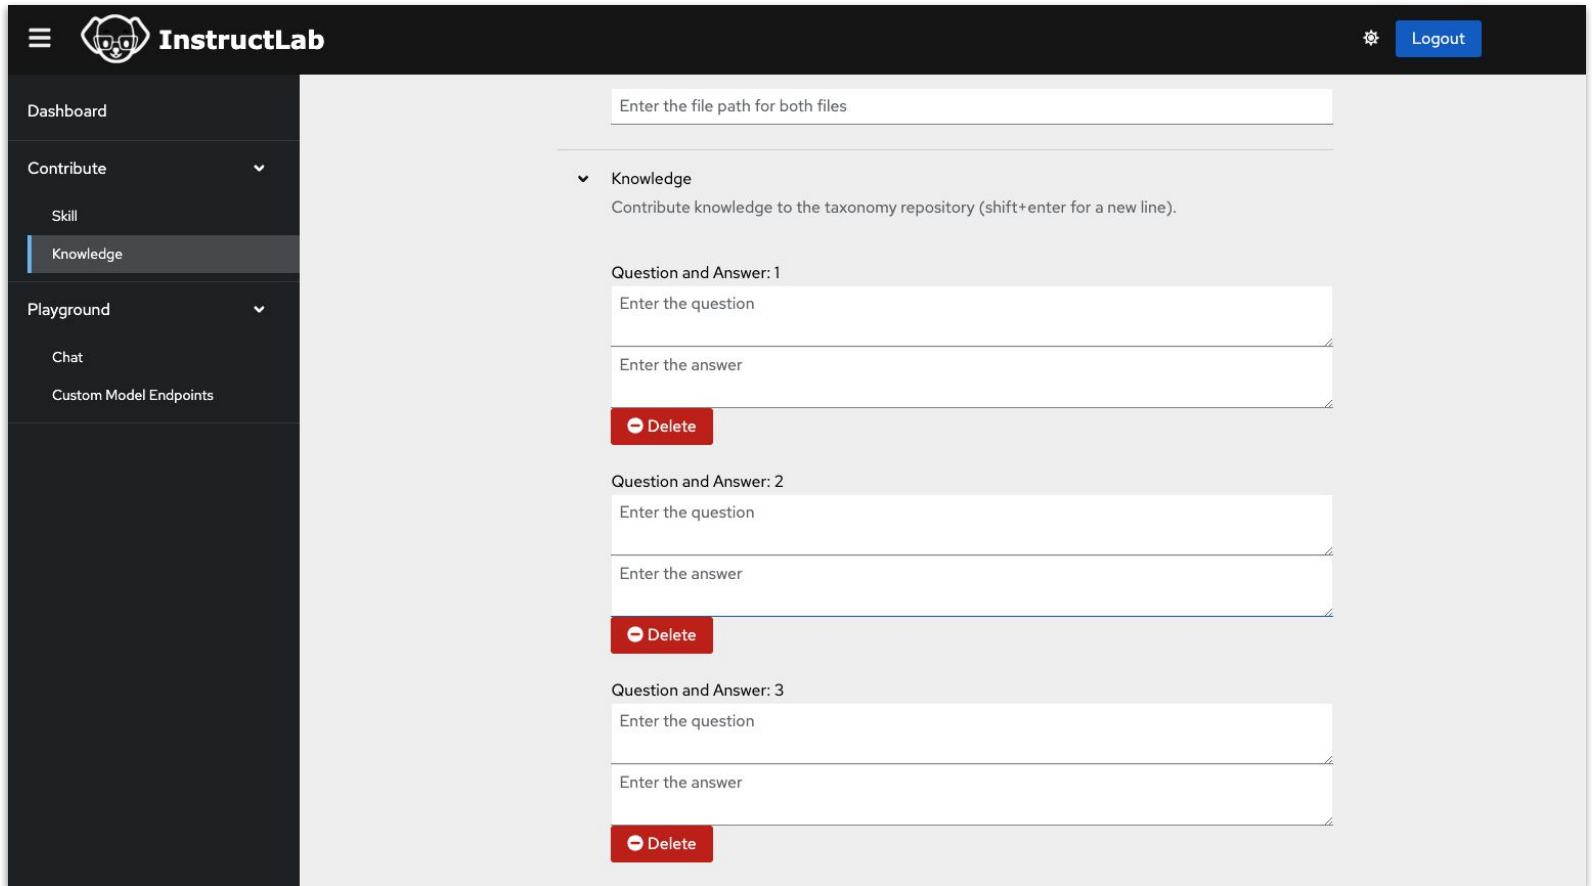 InstructLab
Logout
Dashboard
Contribute
Skill
Knowledge
Playground
Chat
Custom Model Endpoints
Enter the file path for both files
Knowledge
Contribute knowledge to the taxonomy repository (shift+enter for a new line).
Question and Answer: 1
Enter the question
Enter the answer
Delete
Question and Answer: 2
Enter the question
Enter the answer
Delete
Question and Answer: 3
Enter the question
Enter the answer
Delete